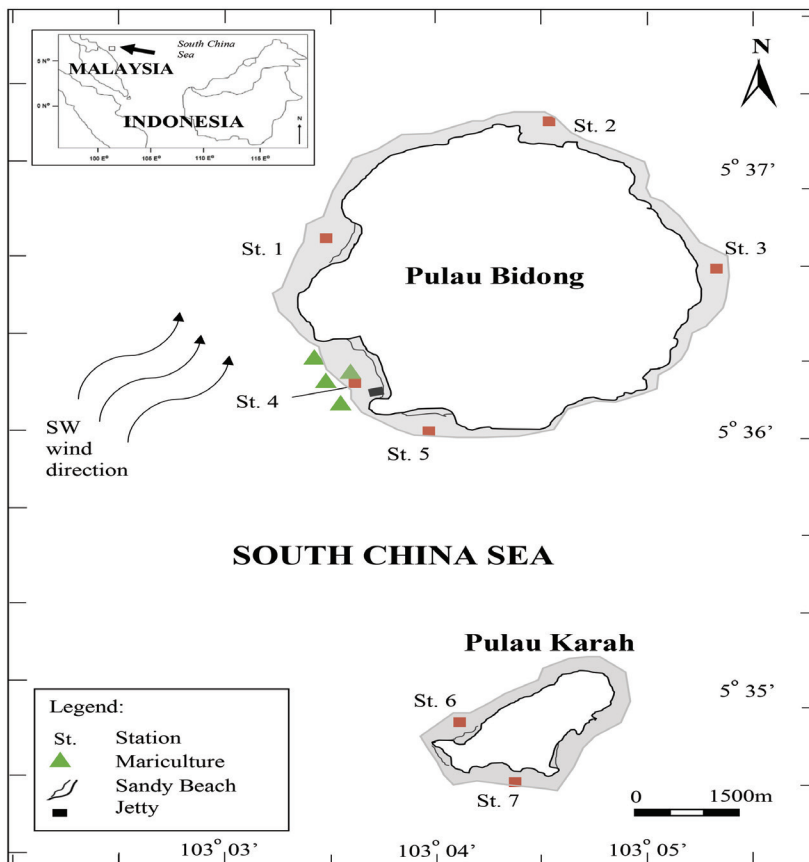 South China
Sea
MALAYSIA
INDONESIA
N
100 E°
105 E°
110 E°
115 E°
N
St. 2
5° 37’
St. 1
St. 3
Pulau Bidong
St. 4
SW
wind
direction
St. 5
5° 36’
SOUTH CHINA SEA
Pulau Karah
St. 6
5° 35’
Legend:
St. Station
Mariculture
Sandy Beach
Jetty
St. 7
0 1500m
103° 03’ 103° 04’ 103° 05’